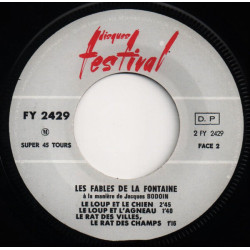 disques
festival
FY 2429
D.P
2 FY 2429
SUPER 45 TOURS
FACE 2
LES FABLES DE LA FONTAINE
à la manière de Jacques BODOIN
LE LOUP ET LE CHIEN 2'45
LE LOUP ET L'AGNEAU 1'40
LE RAT DES VILLES,
LE RAT DES CHAMPS 1'18